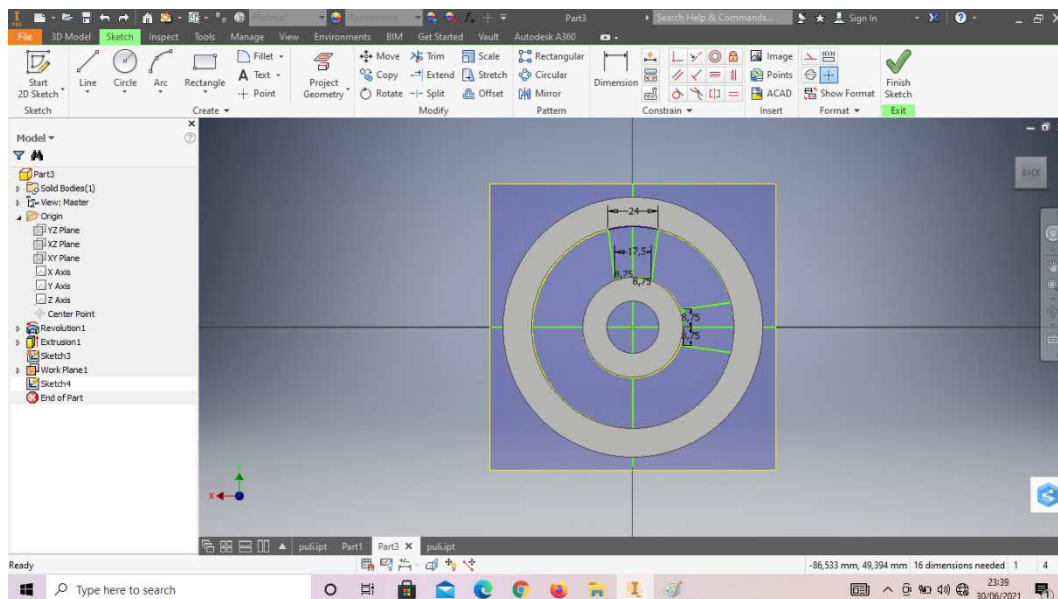 Material
Appearance
Part3
Search Help & Commands...
Sign In
File 3D Model Sketch Inspect Tools Manage View Environments BIM Get Started Vault Autodesk A360
Start 2D Sketch
Line
Circle
Arc
Rectangle
Fillet
Text
Point
Project Geometry
Move
Trim
Scale
Copy
Extend
Stretch
Rotate
Split
Offset
Rectangular
Circular
Mirror
Dimension
Image
Points
ACAD
Show Format
Finish Sketch
Sketch Create Modify Pattern Constrain Insert Format Exit
Model
Part3
Solid Bodies(1)
View: Master
Origin
YZ Plane
XZ Plane
XY Plane
X Axis
Y Axis
Z Axis
Center Point
Revolution1
Extrusion1
Sketch3
Work Plane1
Sketch4
End of Part
BACK
24
17,5
8,75
8,75
8,75
8,75
Y
X
puli.ipt Part1 Part3 puli.ipt
Ready
-86,533 mm, 49,394 mm 16 dimensions needed 1 4
Type here to search
23:39
30/06/2021